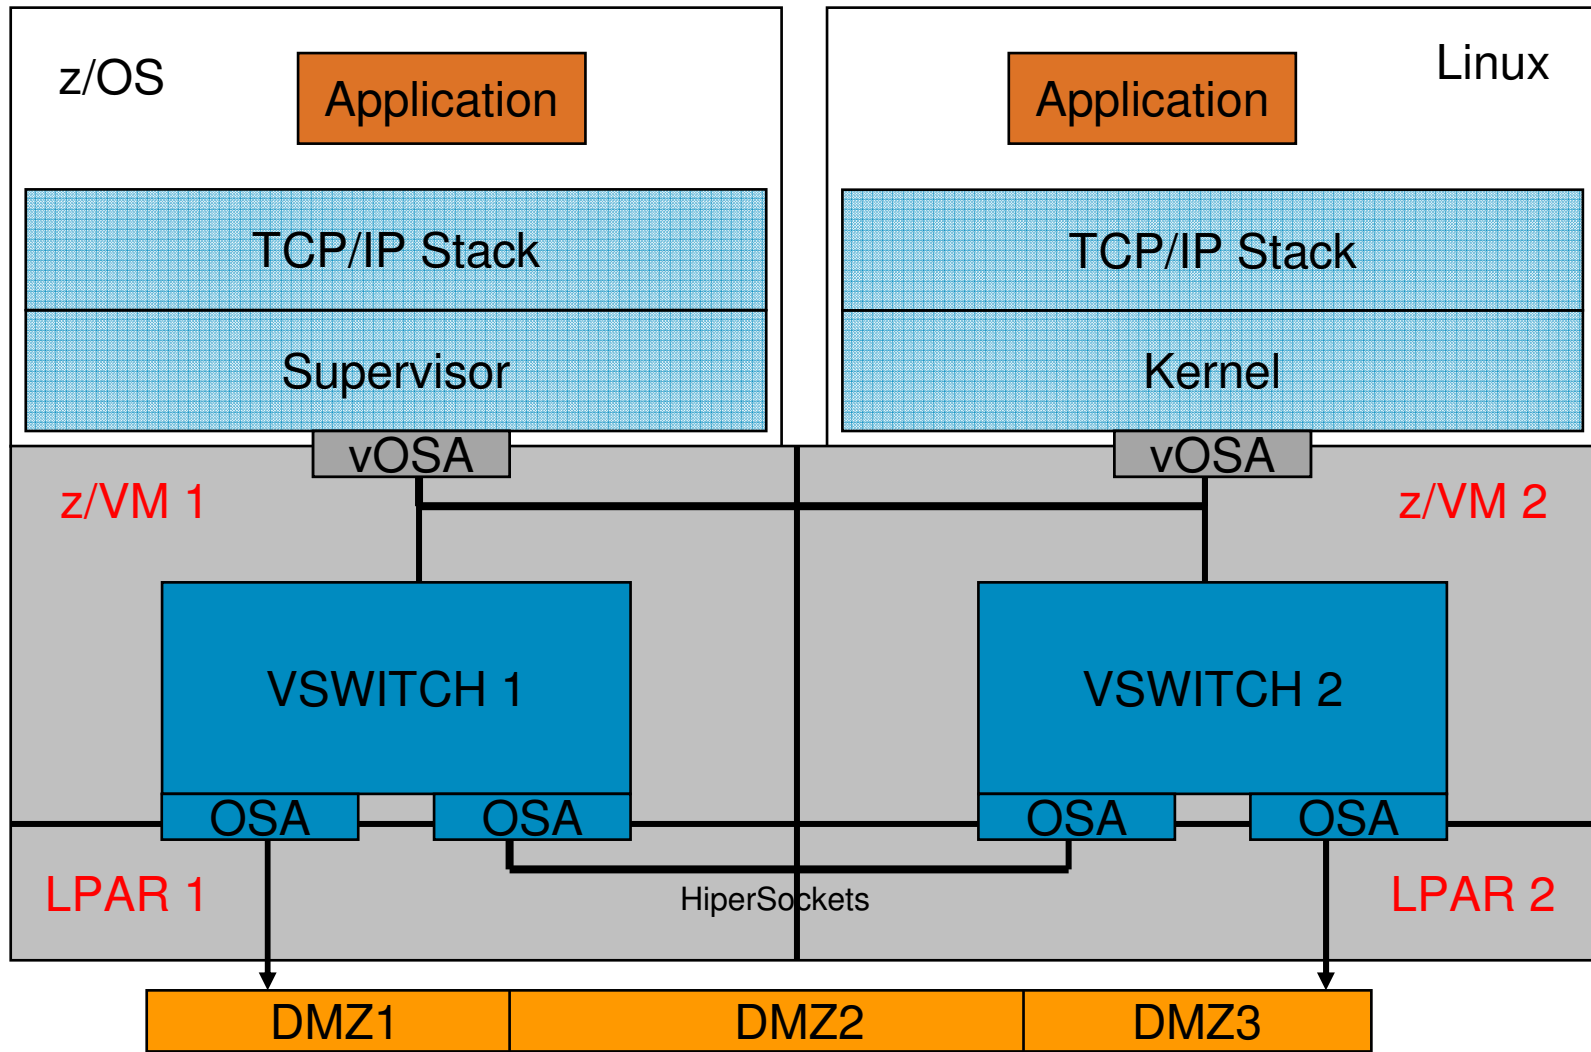 z/OS
Application
Application
Linux
TCP/IP Stack
TCP/IP Stack
Supervisor
Kernel
vOSA
vOSA
z/VM 1
z/VM 2
VSWITCH 1
VSWITCH 2
OSA
OSA
OSA
OSA
LPAR 1
HiperSockets
LPAR 2
DMZ1
DMZ2
DMZ3